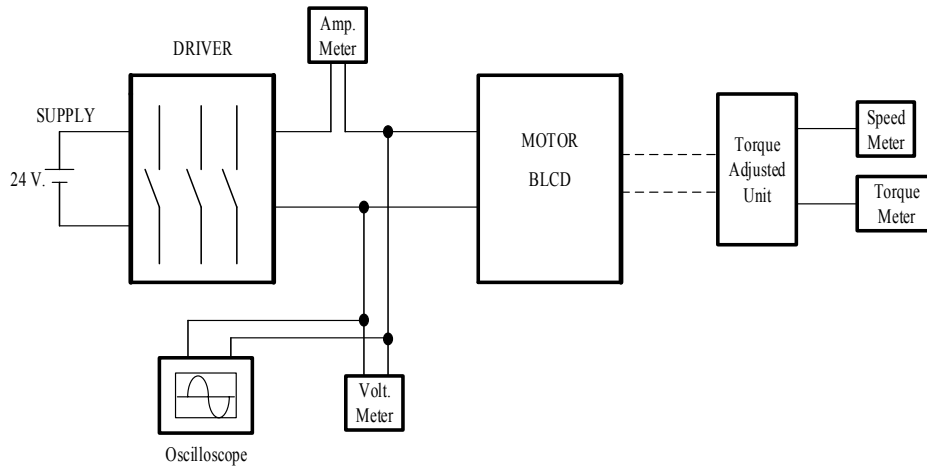 Amp.
Meter
DRIVER
SUPPLY
24 V.
MOTOR
BLCD
Torque
Adjusted
Unit
Speed
Meter
Torque
Meter
Volt.
Meter
Oscilloscope